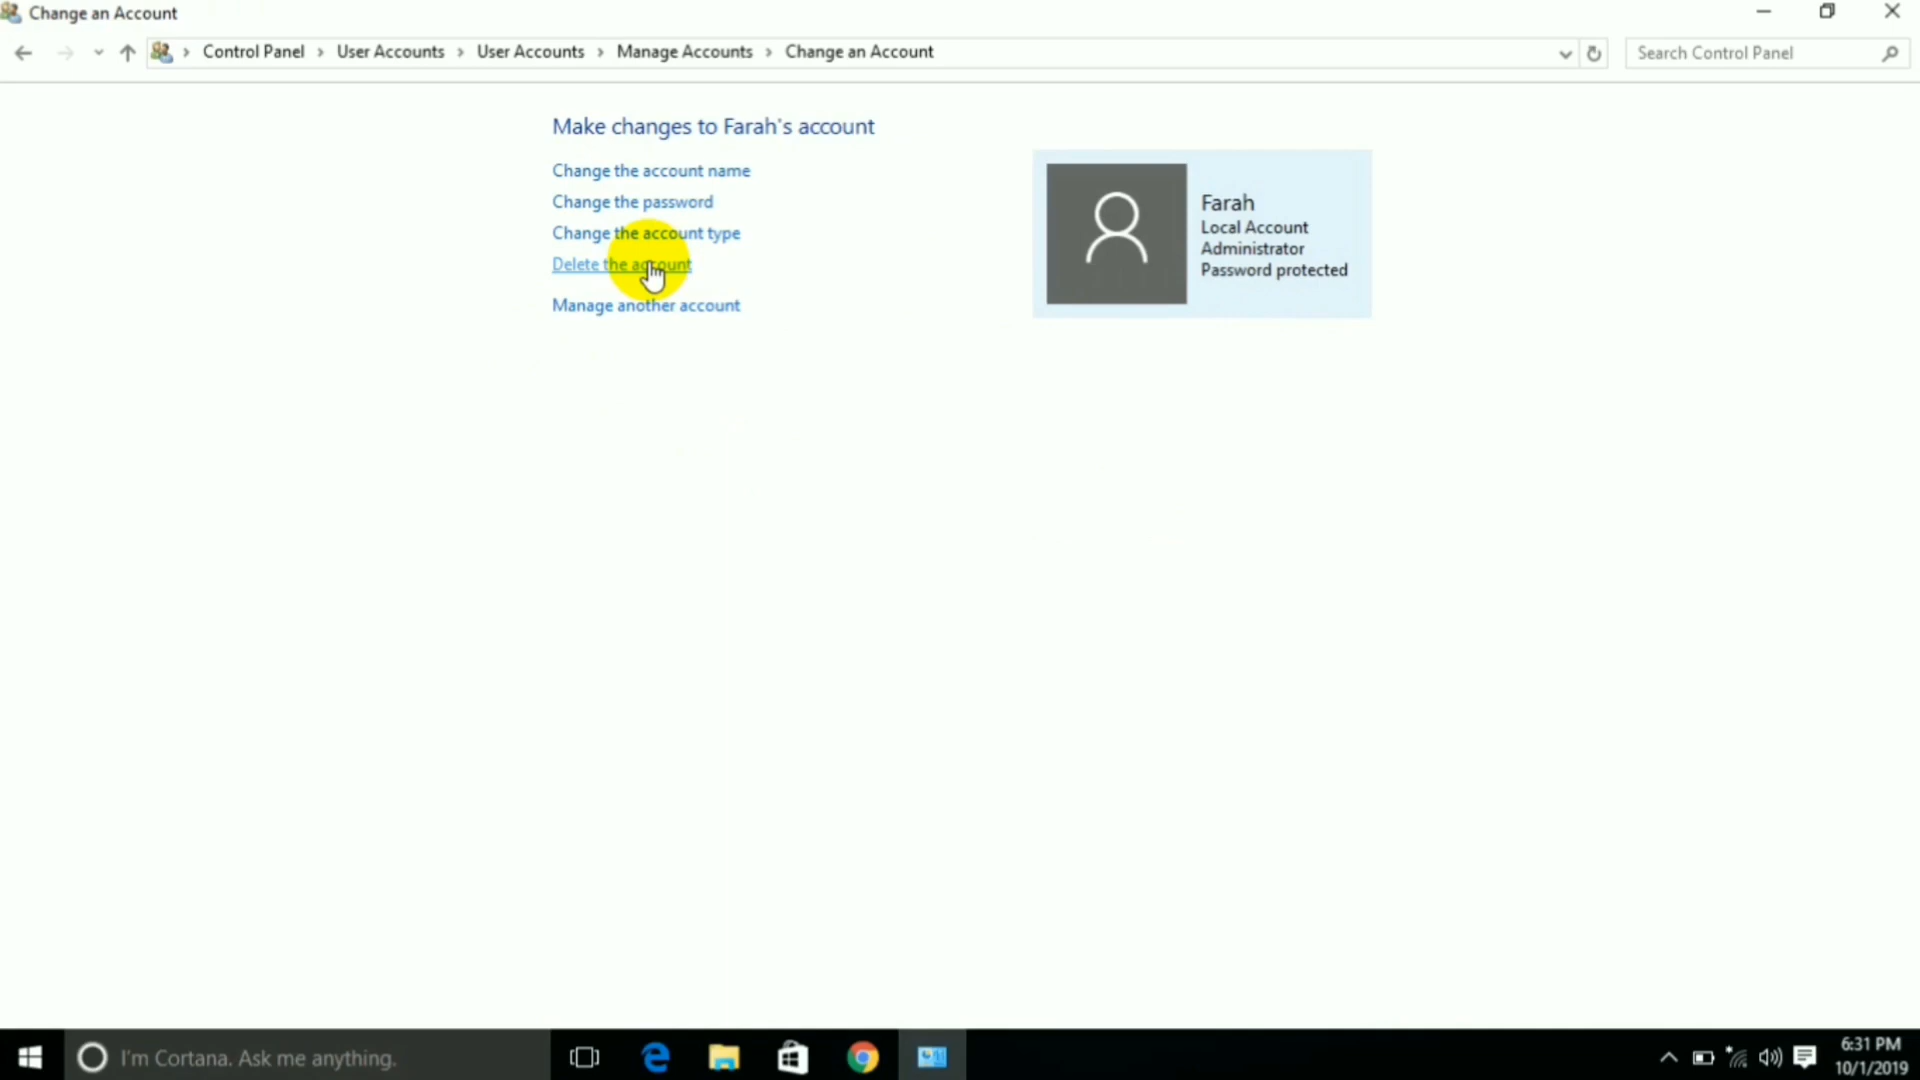 Change an Account
Control Panel > User Accounts > User Accounts > Manage Accounts > Change an Account
Search Control Panel
Make changes to Farah's account
Change the account name
Change the password
Change the account type
Delete the account
Manage another account
Farah
Local Account
Administrator
Password protected
I'm Cortana. Ask me anything.
6:31 PM
10/1/2019